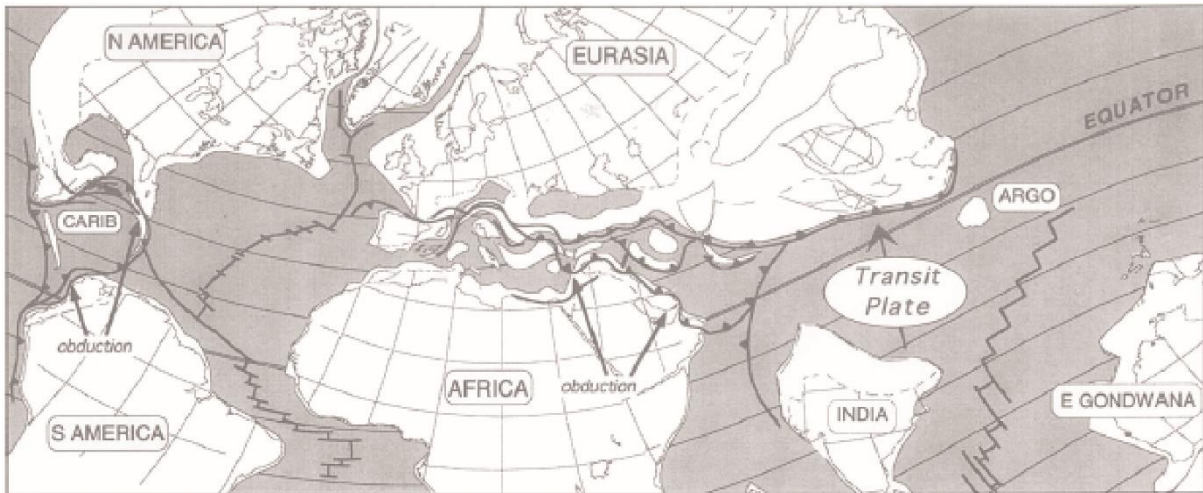 N AMERICA
EURASIA
EQUATOR
CARIB
ARGO
Transit
Plate
obduction
AFRICA
obduction
INDIA
E GONDWANA
S AMERICA